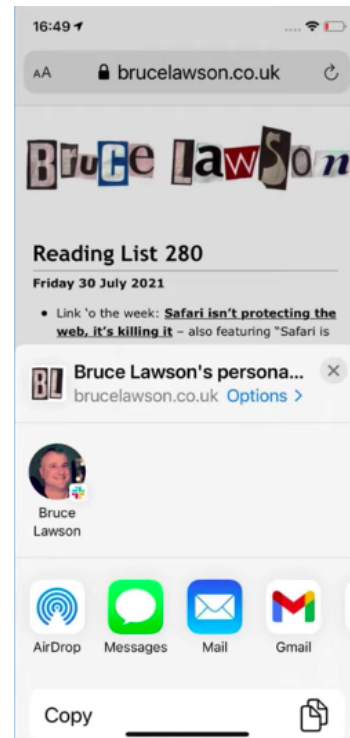 16:49
AA brucelawson.co.uk
Bruce Lawson
Reading List 280
Friday 30 July 2021
• Link 'o the week: Safari isn't protecting the
web, it's killing it – also featuring "Safari is
BL Bruce Lawson's persona...
brucelawson.co.uk Options >
Bruce
Lawson
AirDrop Messages Mail Gmail
Copy